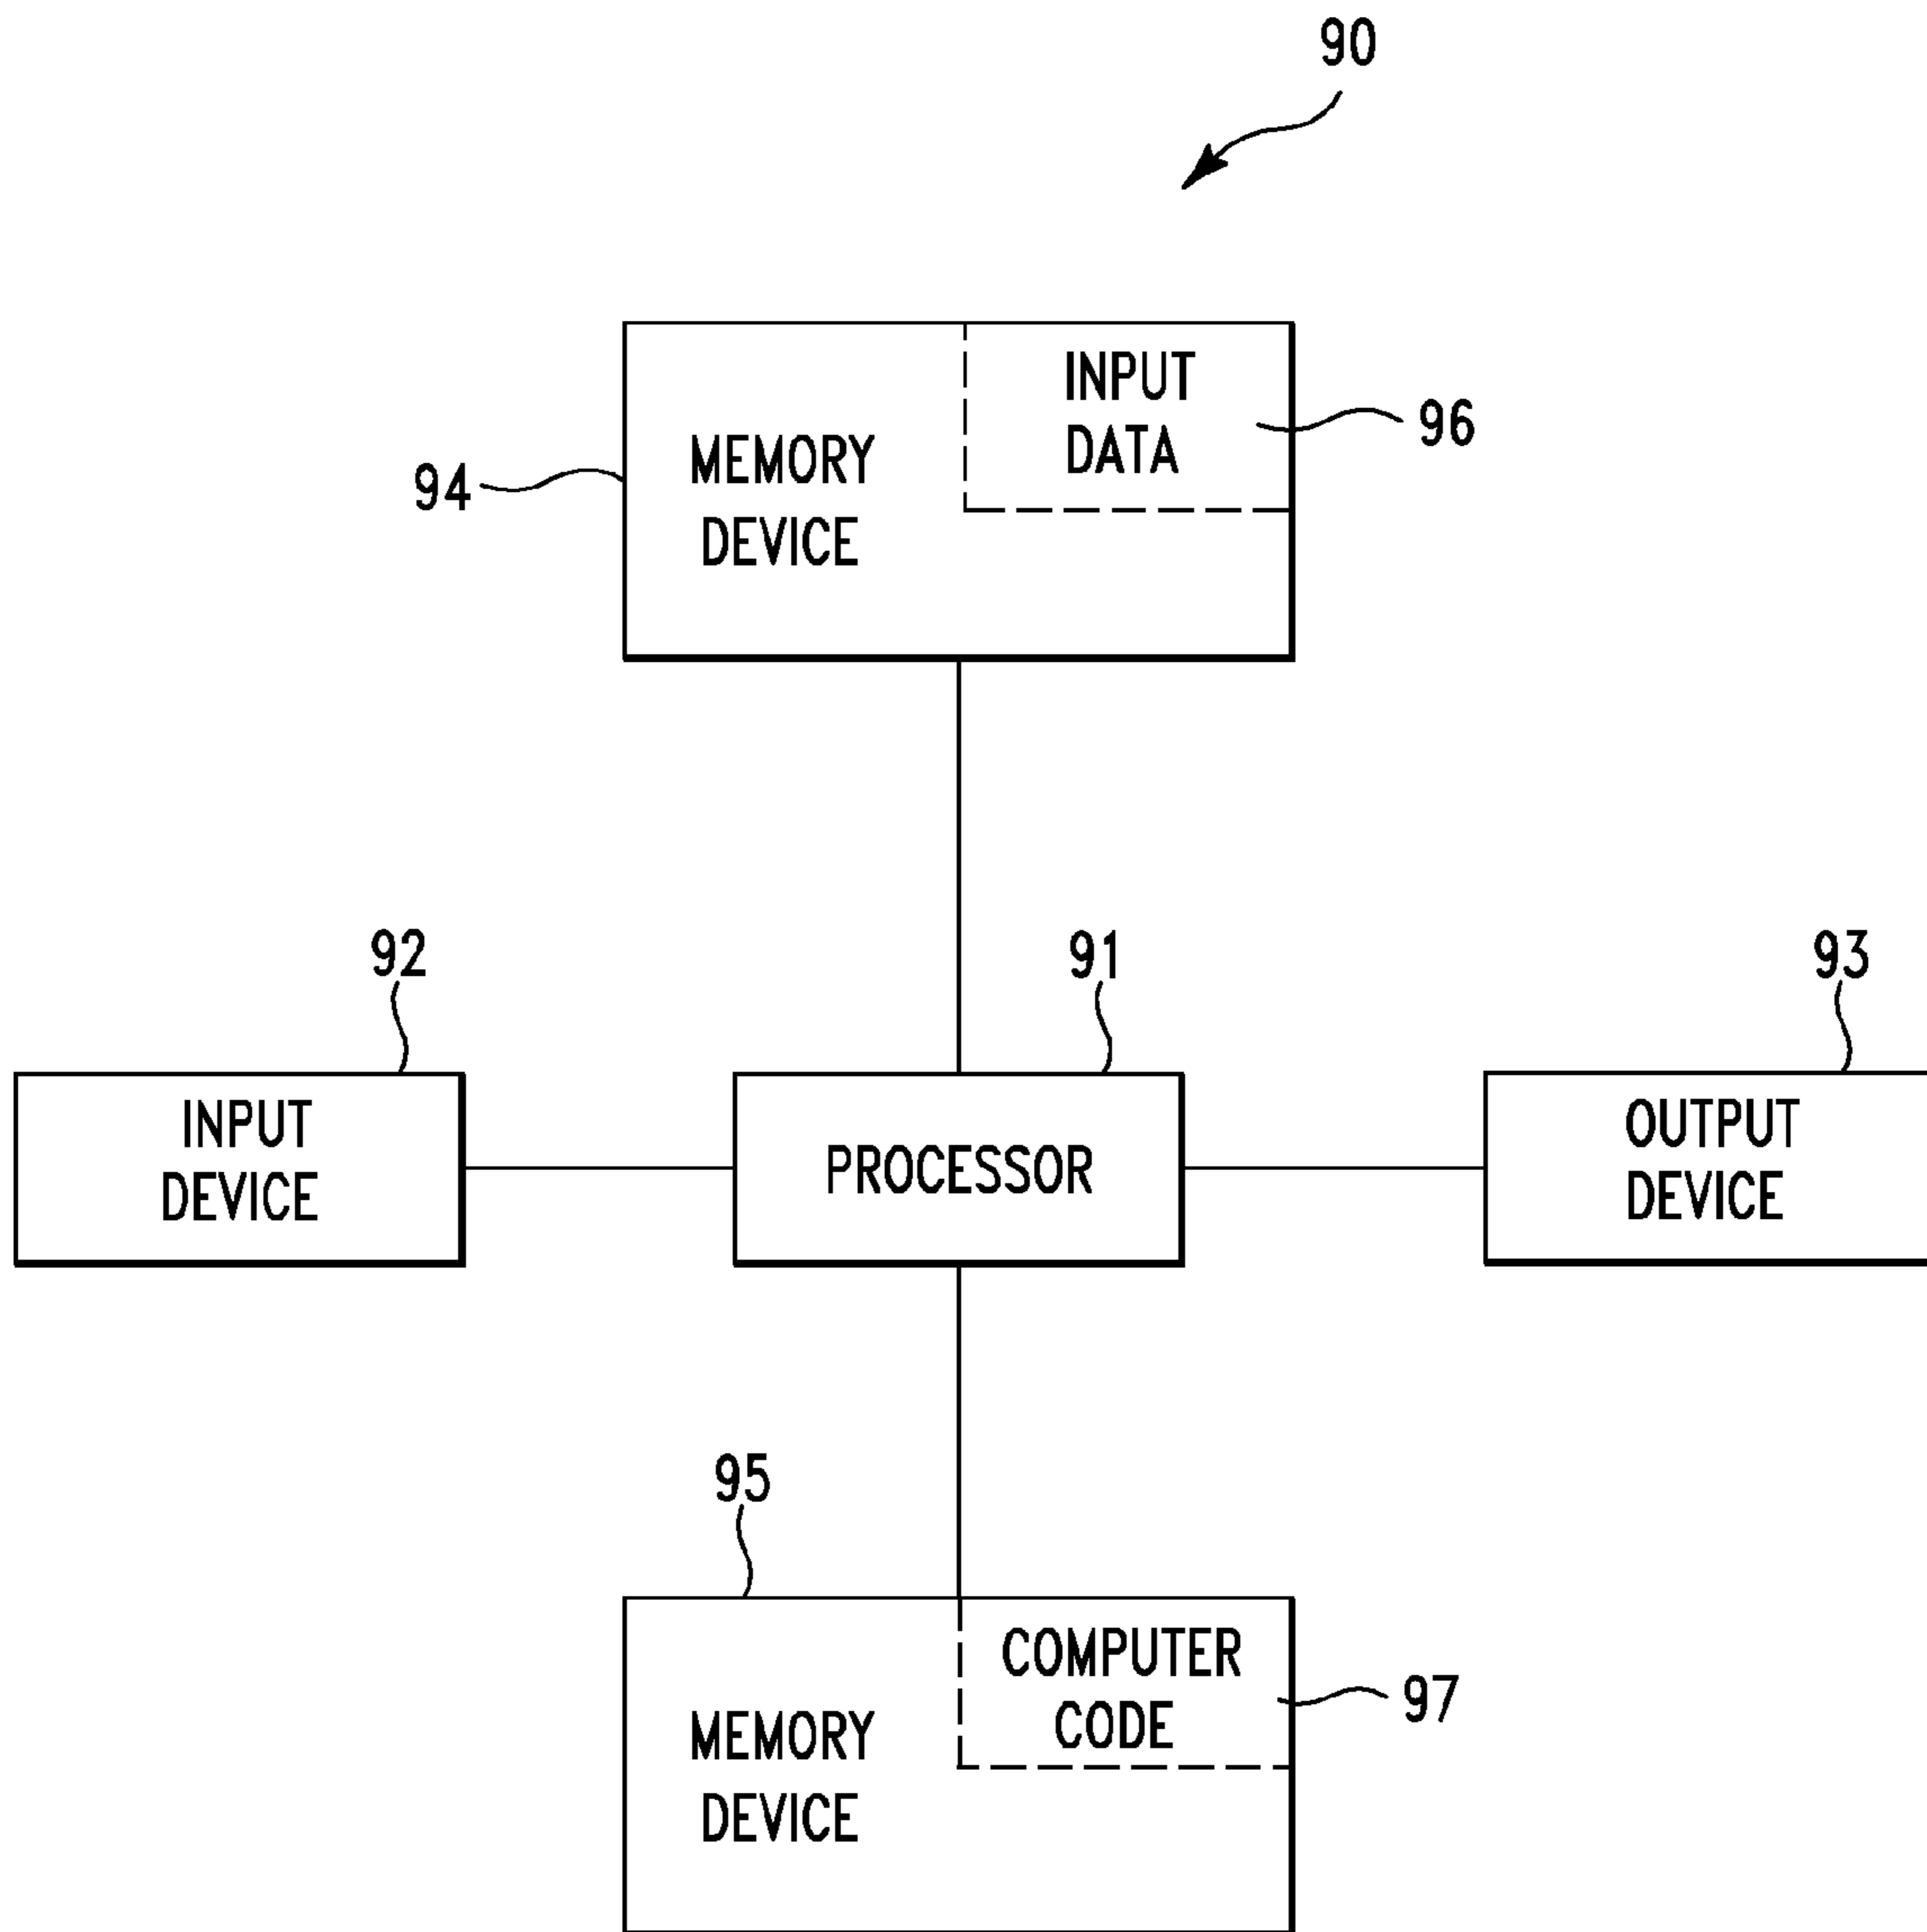 90
INPUT
DATA
96
MEMORY
DEVICE
94
92
91
93
INPUT
DEVICE
PROCESSOR
OUTPUT
DEVICE
95
COMPUTER
CODE
97
MEMORY
DEVICE